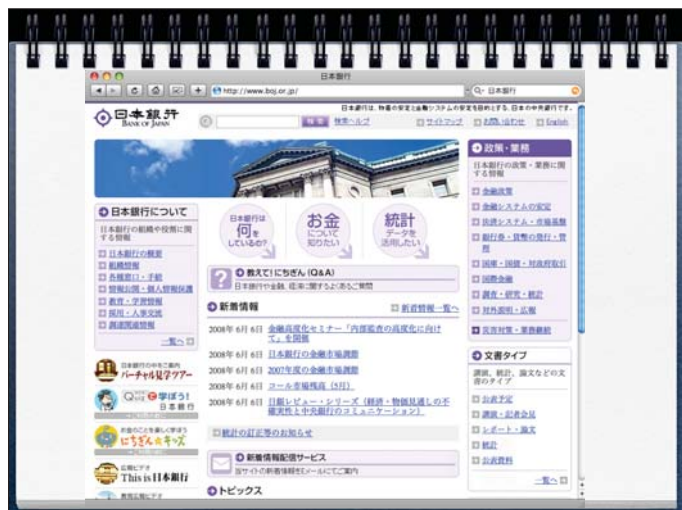 日本銀行
http://www.boj.or.jp/
Q- 日本銀行
日本銀行は、物価の安定と金融システムの安定を目的とする、日本の中央銀行です。
日本銀行
BANK OF JAPAN
検索 検索ヘルプ
サイトマップ お問い合わせ English
日本銀行について
日本銀行の組織や役割に関する情報
日本銀行の概要
組織情報
各種窓口・手続
情報公開・個人情報保護
教育・学習情報
採用・人事交流
調達関連情報
一覧へ
日本銀行の中をご案内
バーチャル見学ツアー
で学ぼう!
日本銀行
お金のことを楽しく学ぼう
にちぎん☆キッズ
広報ビデオ
This is 日本銀行
教育広報ビデオ
日本銀行は
何を
しているの?
お金
について
知りたい
統計
データを
活用したい
教えて!にちぎん (Q&A)
日本銀行や金融、経済に関するよくあるご質問
新着情報
新着情報一覧へ
2008年 6月 6日 金融高度化セミナー「内部監査の高度化に向け
て」を開催
2008年 6月 6日 日本銀行の金融市場調節
2008年 6月 6日 2007年度の金融市場調節
2008年 6月 6日 コール市場残高(5月)
2008年 6月 6日 日銀レビュー・シリーズ(経済・物価見通しの不
確実性と中央銀行のコミュニケーション)
統計の訂正等のお知らせ
新着情報配信サービス
当サイトの新着情報をEメールにてご案内
トピックス
政策・業務
日本銀行の政策・業務に関
する情報
金融政策
金融システムの安定
決済システム・市場基盤
銀行券・貨幣の発行・管
理
国庫・国債・対政府取引
国際金融
調査・研究・統計
対外説明・広報
災害対策・業務継続
文書タイプ
講演、統計、論文などの文
書のタイプ
公表予定
講演・記者会見
レポート・論文
統計
公表資料
一覧へ